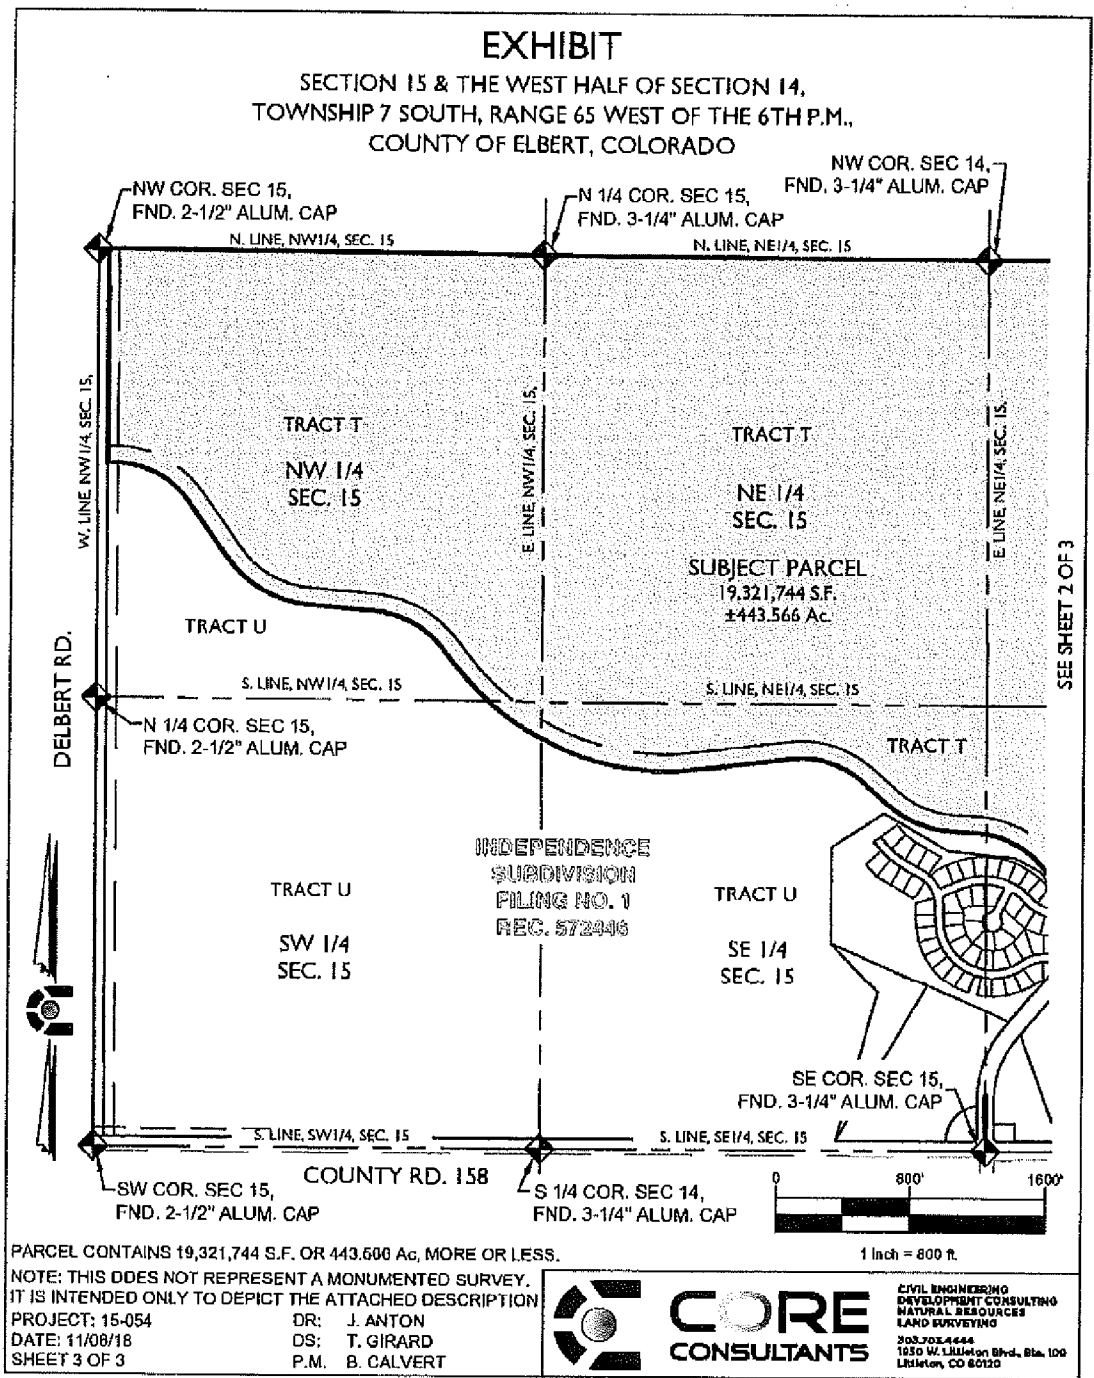 EXHIBIT
SECTION 15 & THE WEST HALF OF SECTION 14,
TOWNSHIP 7 SOUTH, RANGE 65 WEST OF THE 6TH P.M.,
COUNTY OF ELBERT, COLORADO
NW COR. SEC 15,
FND. 2-1/2" ALUM. CAP
N 1/4 COR. SEC 15,
FND. 3-1/4" ALUM. CAP
NW COR. SEC 14,
FND. 3-1/4" ALUM. CAP
N. LINE, NW1/4, SEC. 15
N. LINE, NE1/4, SEC. 15
W. LINE, NW1/4, SEC. 15,
E. LINE, NW1/4, SEC. 15,
E. LINE, NE1/4, SEC. 15,
TRACT T
NW 1/4
SEC. 15
TRACT T
NE 1/4
SEC. 15
SUBJECT PARCEL
19,321,744 S.F.
±443.566 Ac.
SEE SHEET 2 OF 3
TRACT U
DELBERT RD.
S. LINE, NW1/4, SEC. 15
S. LINE, NE1/4, SEC. 15
N 1/4 COR. SEC 15,
FND. 2-1/2" ALUM. CAP
TRACT T
INDEPENDENCE
SUBDIVISION
FILING NO. 1
REC. 572446
TRACT U
SW 1/4
SEC. 15
TRACT U
SE 1/4
SEC. 15
SE COR. SEC 15,
FND. 3-1/4" ALUM. CAP
S. LINE, SW1/4, SEC. 15
S. LINE, SE1/4, SEC. 15
COUNTY RD. 158
SW COR. SEC 15,
FND. 2-1/2" ALUM. CAP
S 1/4 COR. SEC 14,
FND. 3-1/4" ALUM. CAP
0 800' 1600'
1 Inch = 800 ft.
PARCEL CONTAINS 19,321,744 S.F. OR 443.566 Ac, MORE OR LESS.
NOTE: THIS DOES NOT REPRESENT A MONUMENTED SURVEY.
IT IS INTENDED ONLY TO DEPICT THE ATTACHED DESCRIPTION
PROJECT: 15-054
DATE: 11/06/18
SHEET 3 OF 3
DR: J. ANTON
DS: T. GIRARD
P.M. B. CALVERT
CORE
CONSULTANTS
CIVIL ENGINEERING
DEVELOPMENT CONSULTING
NATURAL RESOURCES
LAND SURVEYING
303.703.4444
1950 W. Littleton Blvd., Ste. 109
Littleton, CO 80120